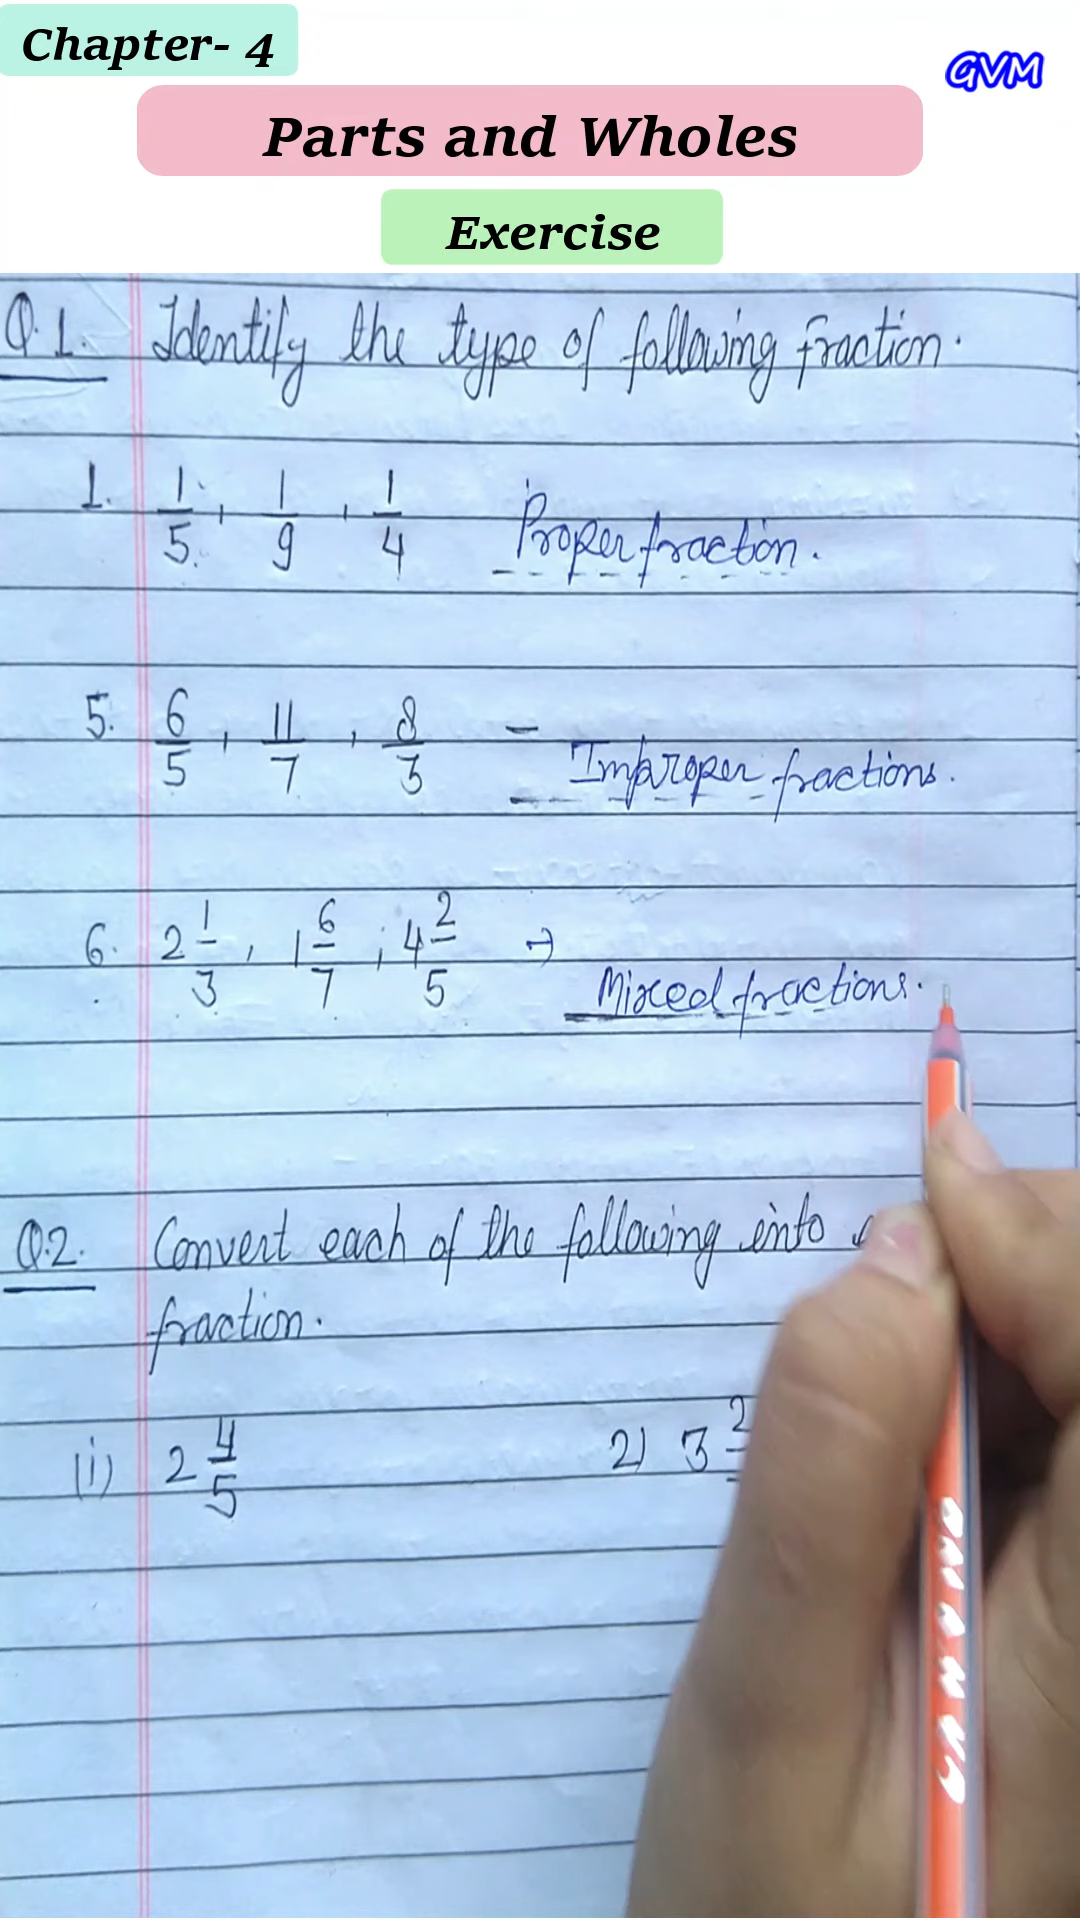 Chapter- 4
GVM
Parts and Wholes
Exercise
Q.1. Identify the type of following fraction.
1. 1/5, 1/9, 1/4 Proper fraction.
5. 6/5, 11/7, 8/3 - Improper fractions.
6. 2 1/3, 1 6/7; 4 2/5 → Mixed fractions.
Q.2. Convert each of the following into
fraction.
(i) 2 4/5 2) 3 2